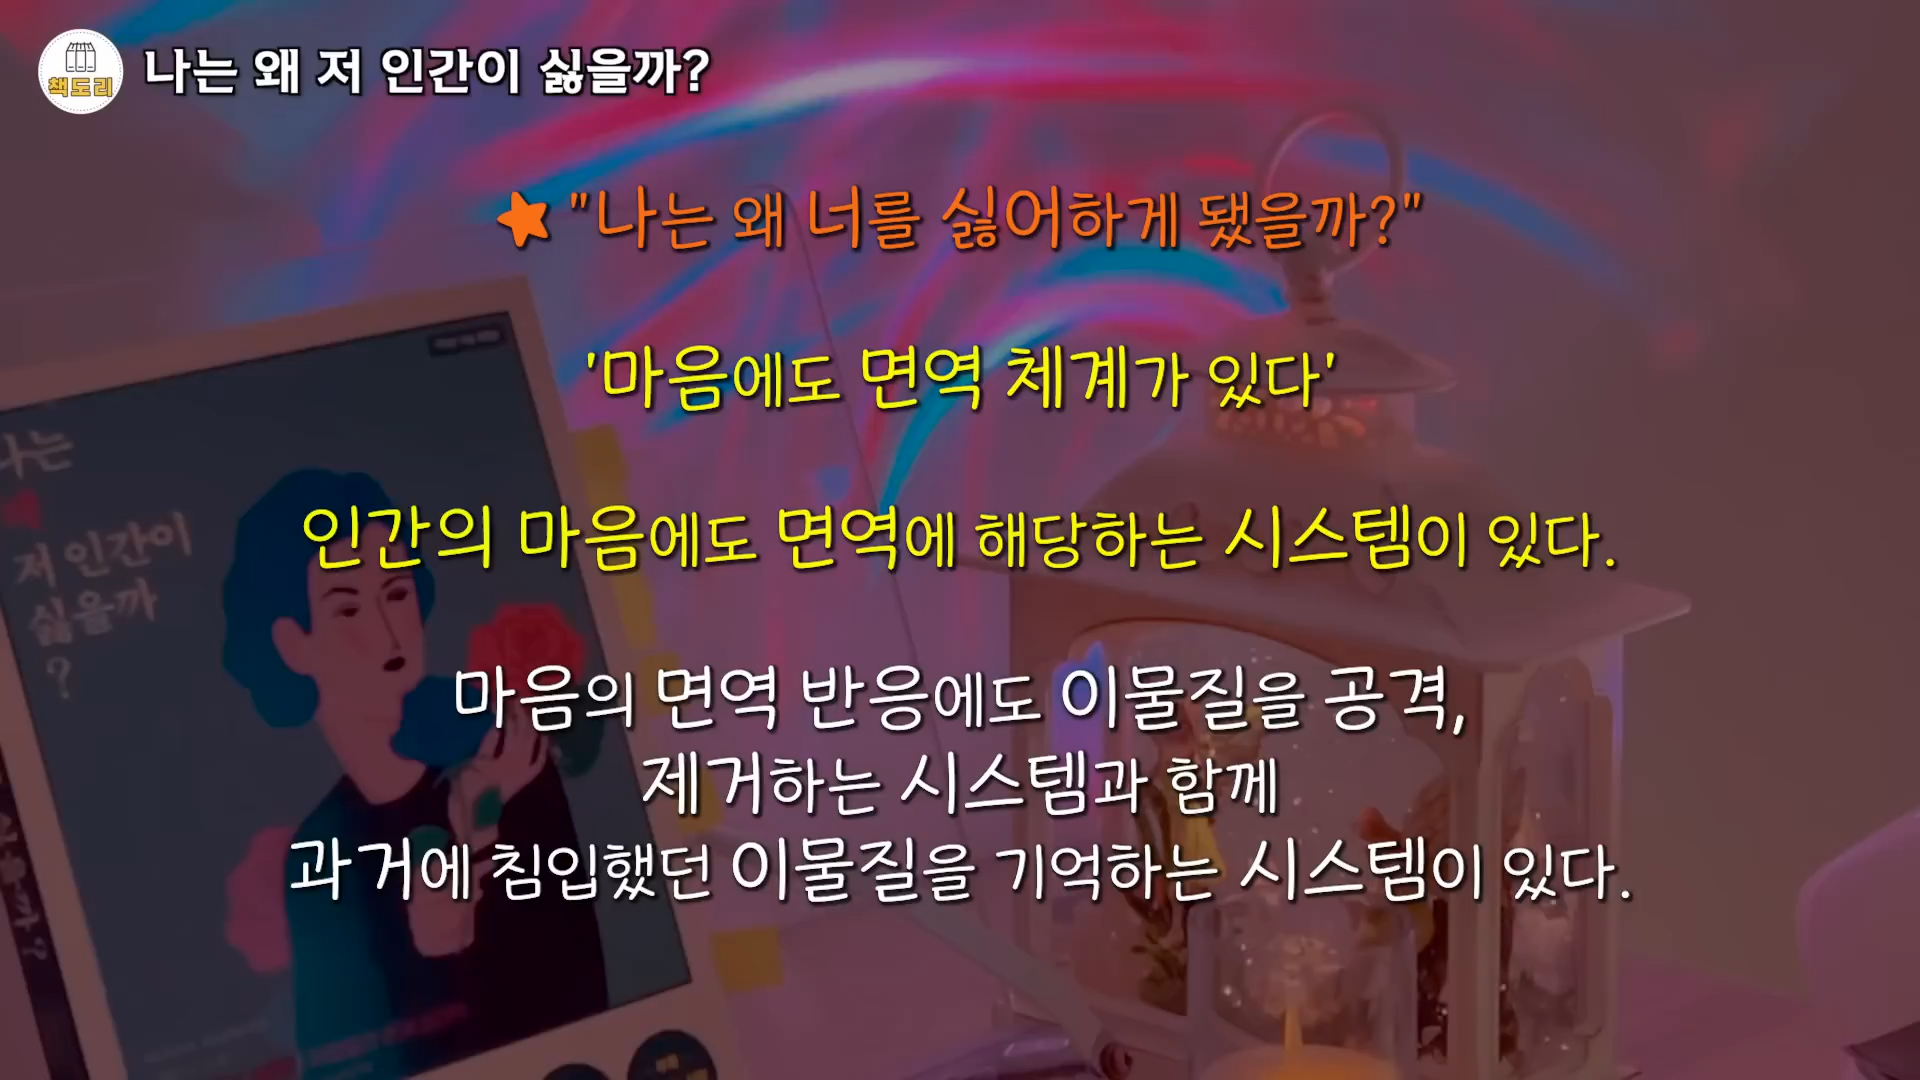 책도리
나는 왜 저 인간이 싫을까?
"나는 왜 너를 싫어하게 됐을까?"
'마음에도 면역 체계가 있다'
인간의 마음에도 면역에 해당하는 시스템이 있다.
마음의 면역 반응에도 이물질을 공격,
제거하는 시스템과 함께
과거에 침입했던 이물질을 기억하는 시스템이 있다.
나는
저 인간이
싫을까
?